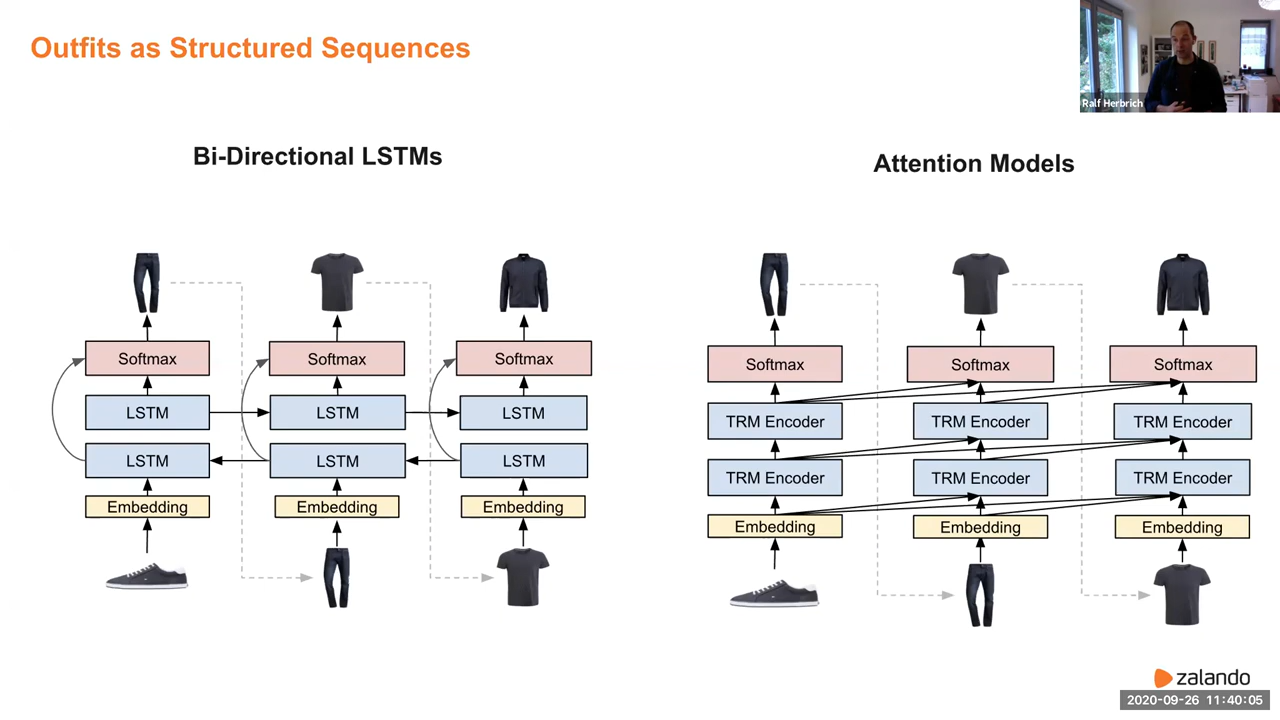 Outfits as Structured Sequences
Ralf Herbrich
Bi-Directional LSTMs
Softmax
Softmax
Softmax
LSTM
LSTM
LSTM
LSTM
LSTM
LSTM
Embedding
Embedding
Embedding
Attention Models
Softmax
Softmax
Softmax
TRM Encoder
TRM Encoder
TRM Encoder
TRM Encoder
TRM Encoder
TRM Encoder
Embedding
Embedding
Embedding
zalando
2020-09-26 11:40:05